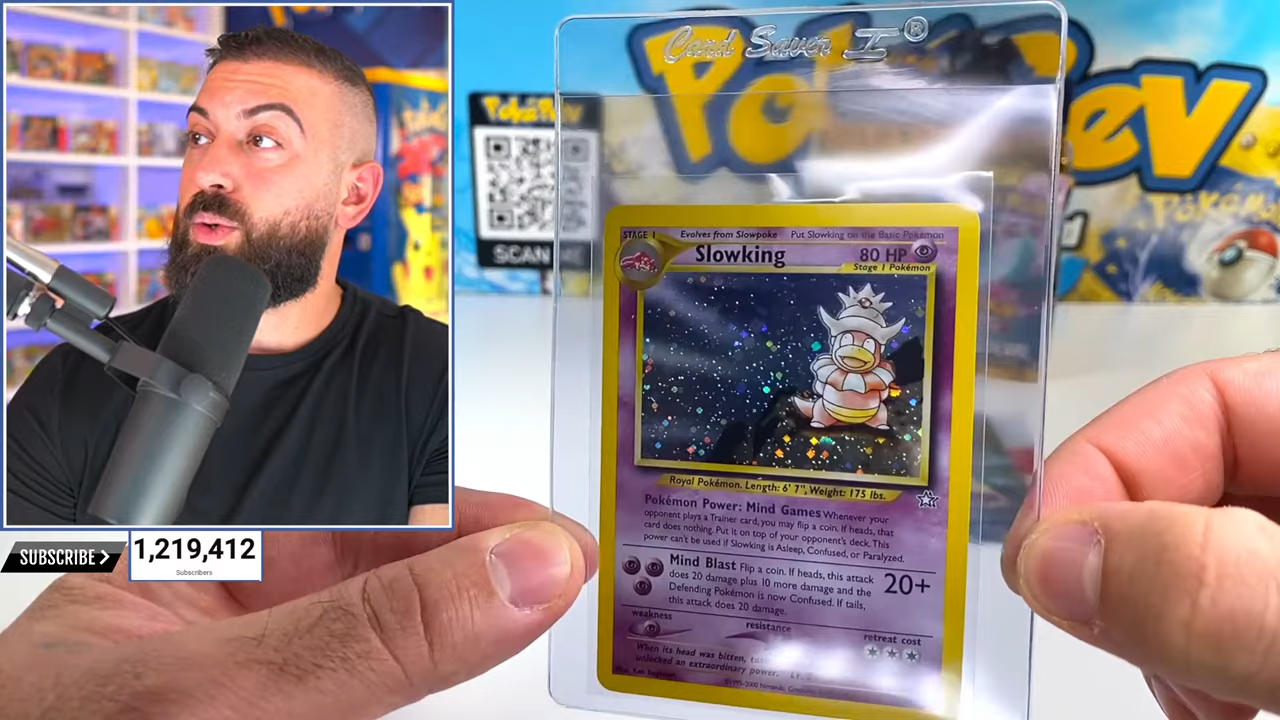 Card Saver I®
PokéRev
PokéRev
SCAN ME
Pokémon
STAGE 1
Evolves from Slowpoke
Put Slowking on the Basic Pokémon
Slowking
80 HP
Stage 1 Pokémon
Royal Pokémon. Length: 6' 7", Weight: 175 lbs.
Pokémon Power: Mind Games Whenever your
opponent plays a Trainer card, you may flip a coin. If heads, that
card does nothing. Put it on top of your opponent's deck. This
power can't be used if Slowking is Asleep, Confused, or Paralyzed.
Mind Blast Flip a coin. If heads, this attack
does 20 damage plus 10 more damage and the
Defending Pokémon is now Confused. If tails,
this attack does 20 damage.
20+
weakness
resistance
retreat cost
When its head was bitten,
unlocked an extraordinary power.
SUBSCRIBE >
1,219,412
Subscribers